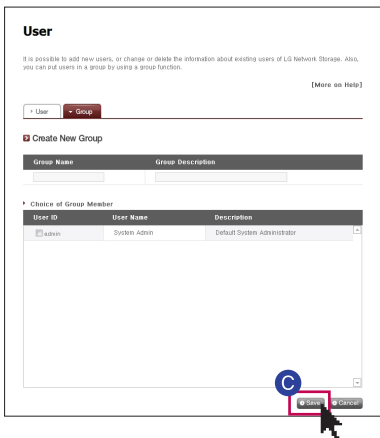 User
It is possible to add new users, or change or delete the information about existing users of LG Network Storage. Also,
you can put users in a group by using a group function.
[More on Help]
User Group
Create New Group
Group Name Group Description
Choice of Group Member
User ID User Name Description
admin System Admin Default System Administrator
C
Save Cancel